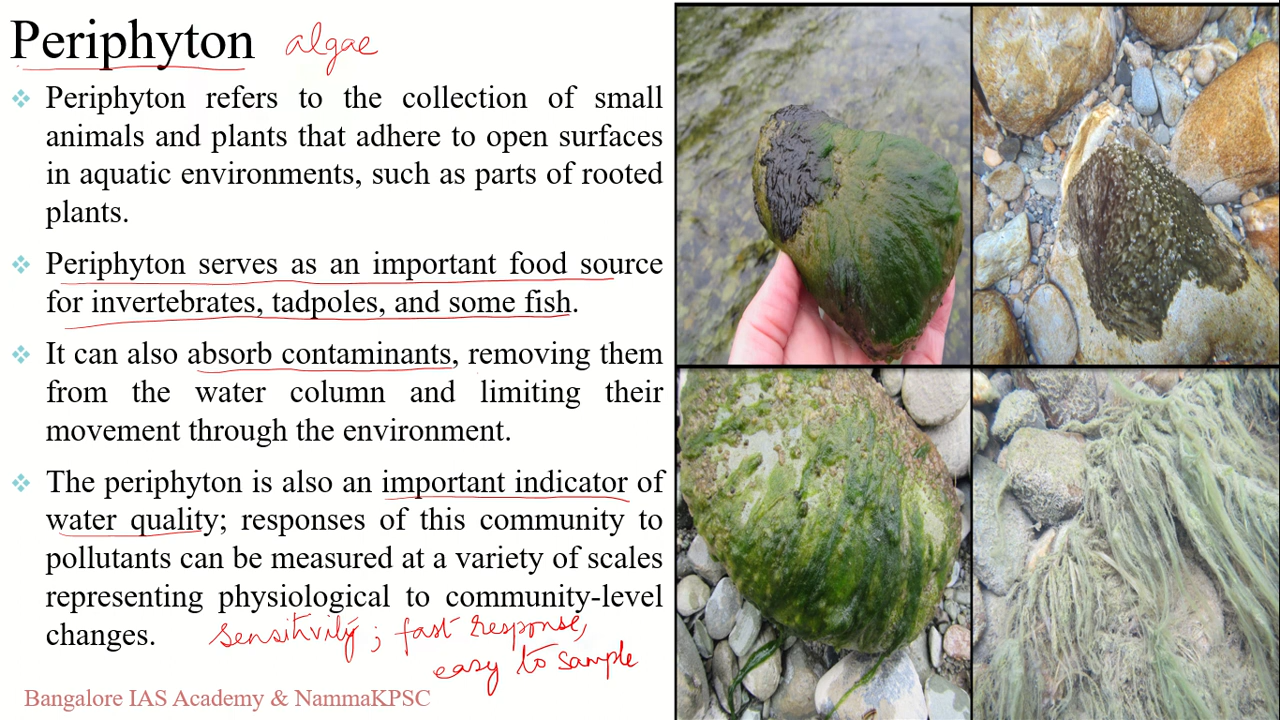 Periphyton algae
❖ Periphyton refers to the collection of small
animals and plants that adhere to open surfaces
in aquatic environments, such as parts of rooted
plants.
❖ Periphyton serves as an important food source
for invertebrates, tadpoles, and some fish.
❖ It can also absorb contaminants, removing them
from the water column and limiting their
movement through the environment.
❖ The periphyton is also an important indicator of
water quality; responses of this community to
pollutants can be measured at a variety of scales
representing physiological to community-level
changes.
sensitivity; fast response,
easy to sample
Bangalore IAS Academy & NammaKPSC